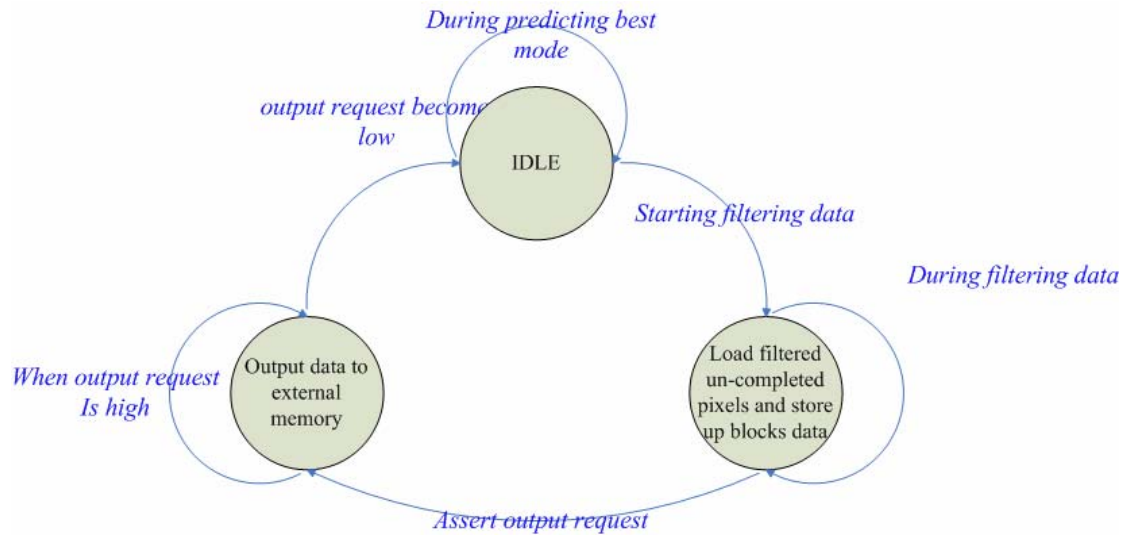 During predicting best
mode
output request become
low
IDLE
Starting filtering data
During filtering data
When output request
Is high
Output data to
external
memory
Load filtered
un-completed
pixels and store
up blocks data
Assert output request